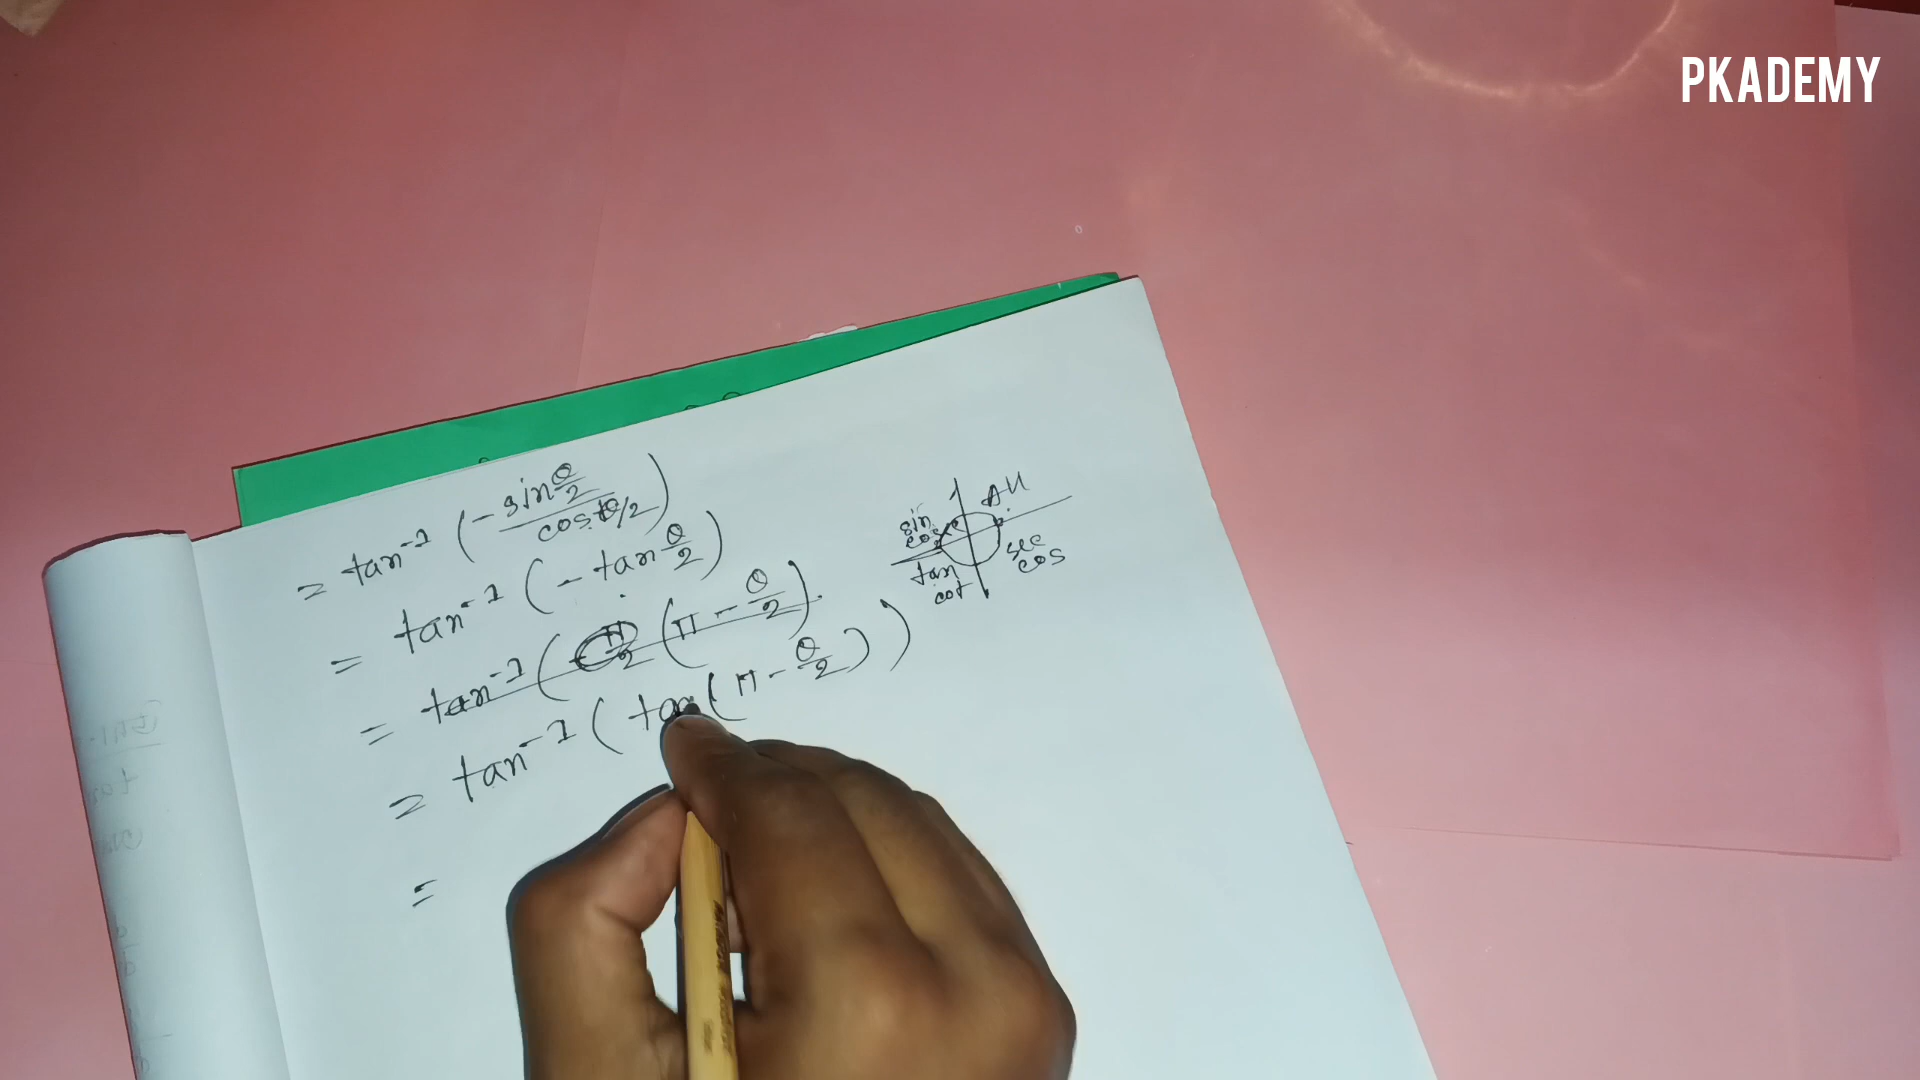 PKADEMY
= tan⁻¹ (- sin θ/2 / cos θ/2)
= tan⁻¹ (- tan θ/2)
= tan⁻¹ ( (π - θ/2).
= tan⁻¹ ( tan (π - θ/2))
=
All
sin
cos
tan
cot
sec
cos